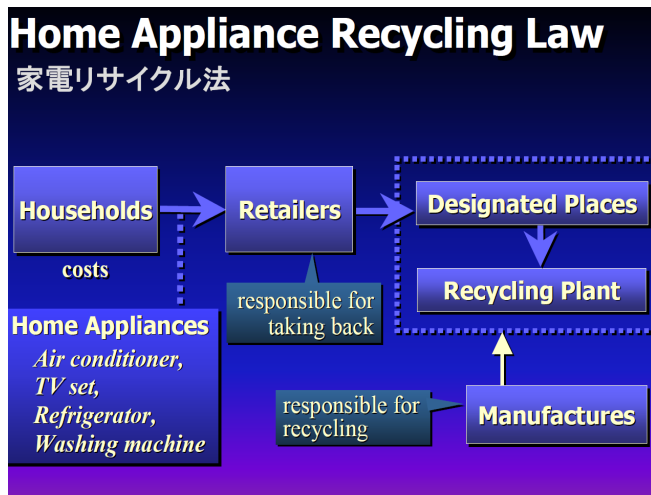 Home Appliance Recycling Law
家電リサイクル法
Households
Retailers
Designated Places
costs
responsible for
taking back
Recycling Plant
Home Appliances
Air conditioner,
TV set,
Refrigerator,
Washing machine
responsible for
recycling
Manufactures